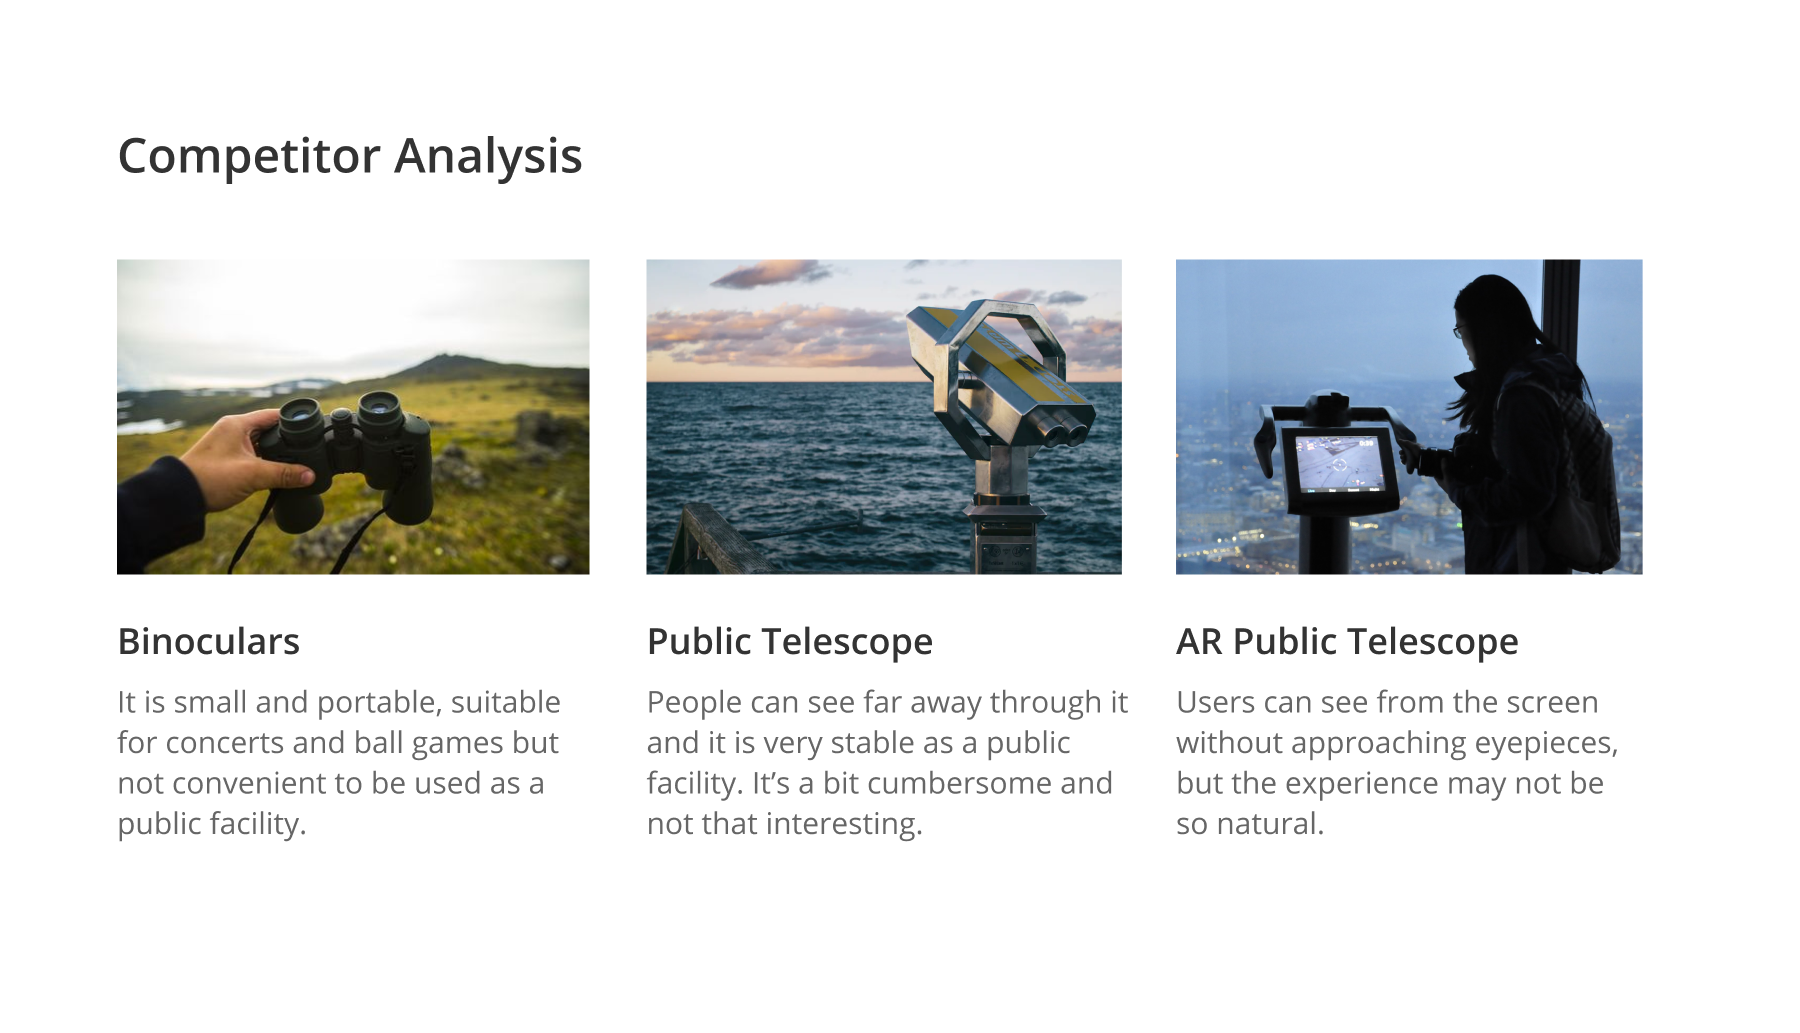 Competitor Analysis
Binoculars
It is small and portable, suitable
for concerts and ball games but
not convenient to be used as a
public facility.
Public Telescope
People can see far away through it
and it is very stable as a public
facility. It’s a bit cumbersome and
not that interesting.
AR Public Telescope
Users can see from the screen
without approaching eyepieces,
but the experience may not be
so natural.